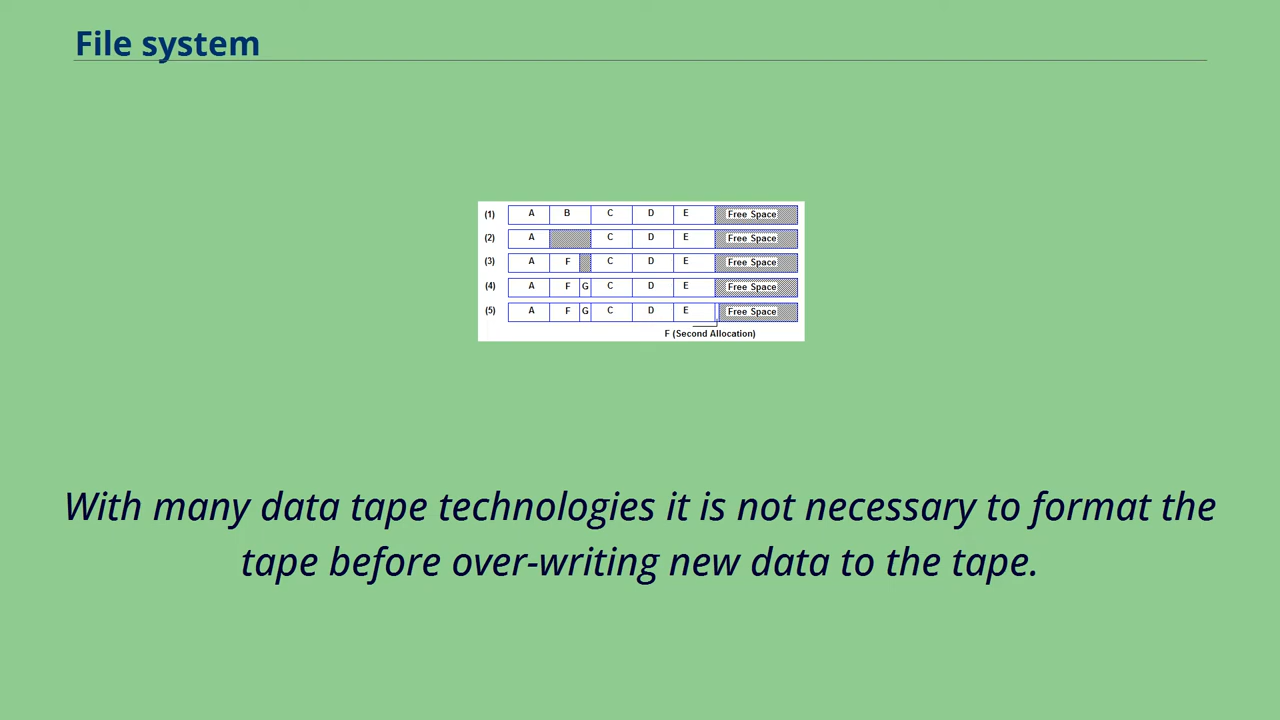 File system
(1) A B C D E Free Space
(2) A C D E Free Space
(3) A F C D E Free Space
(4) A F G C D E Free Space
(5) A F G C D E Free Space
F (Second Allocation)
With many data tape technologies it is not necessary to format the
tape before over-writing new data to the tape.